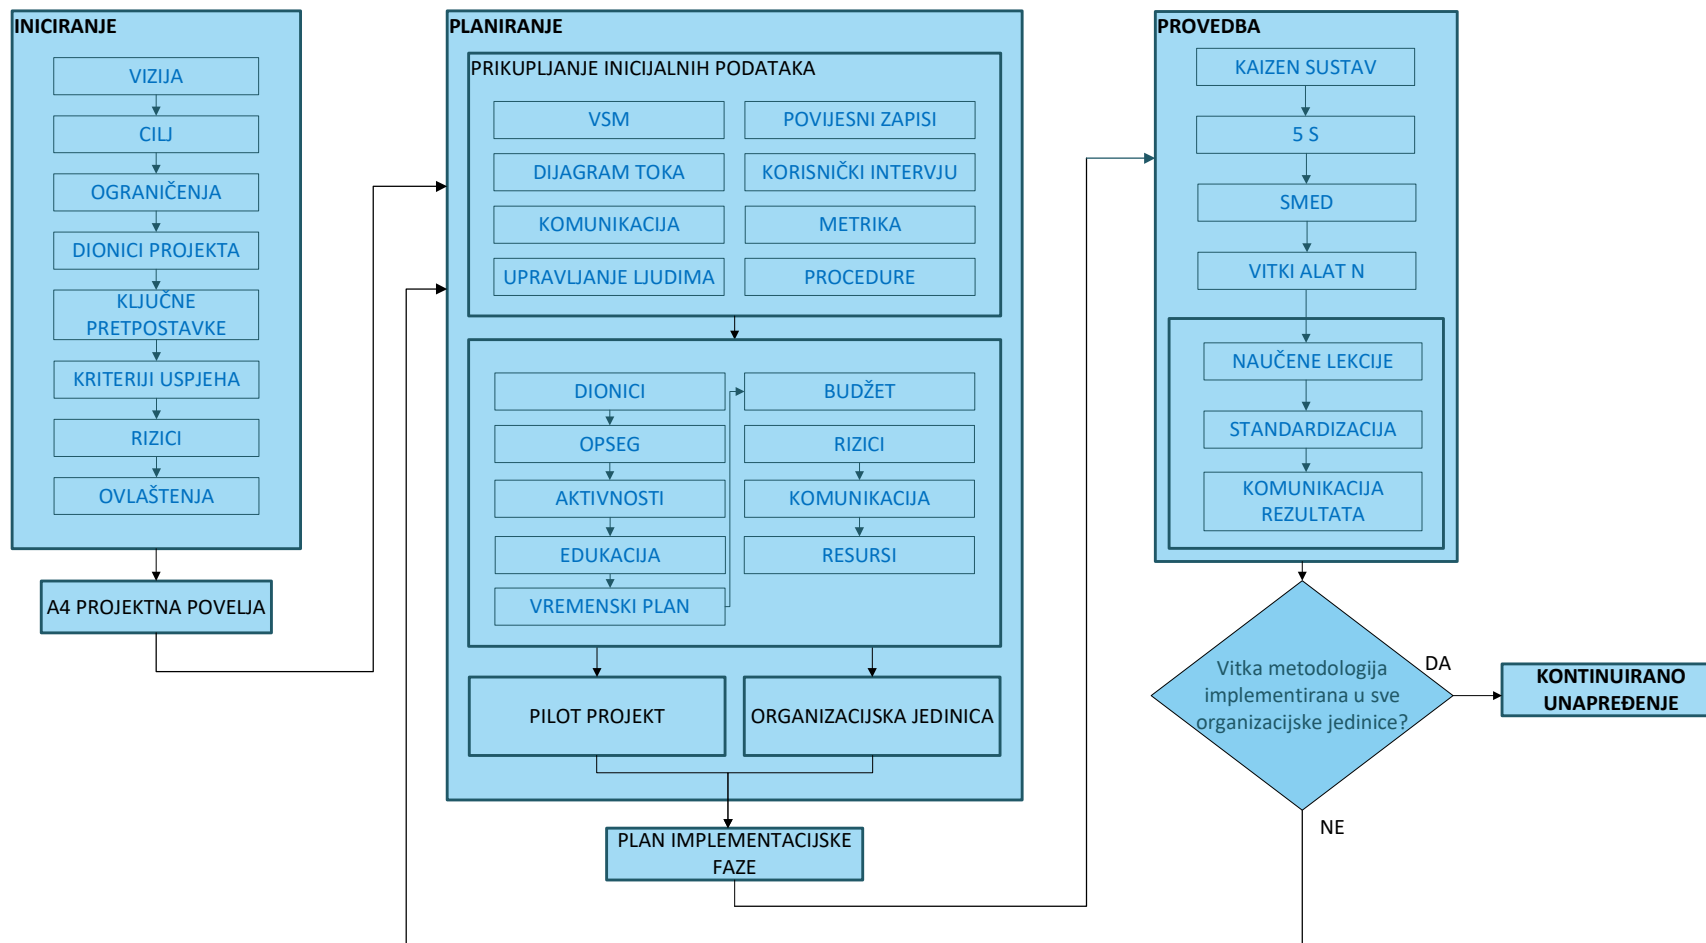 INICIRANJE
VIZIJA
CILJ
OGRANIČENJA
DIONICI PROJEKTA
KLJUČNE
PRETPOSTAVKE
KRITERIJI USPJEHA
RIZICI
OVLAŠTENJA
A4 PROJEKTNA POVELJA
PLANIRANJE
PRIKUPLJANJE INICIJALNIH PODATAKA
VSM
POVIJESNI ZAPISI
DIJAGRAM TOKA
KORISNIČKI INTERVJU
KOMUNIKACIJA
METRIKA
UPRAVLJANJE LJUDIMA
PROCEDURE
DIONICI
OPSEG
AKTIVNOSTI
EDUKACIJA
VREMENSKI PLAN
BUDŽET
RIZICI
KOMUNIKACIJA
RESURSI
PILOT PROJEKT
ORGANIZACIJSKA JEDINICA
PLAN IMPLEMENTACIJSKE
FAZE
PROVEDBA
KAIZEN SUSTAV
5 S
SMED
VITKI ALAT N
NAUČENE LEKCIJE
STANDARDIZACIJA
KOMUNIKACIJA
REZULTATA
Vitka metodologija
implementirana u sve
organizacijske jedinice?
DA
NE
KONTINUIRANO
UNAPREĐENJE